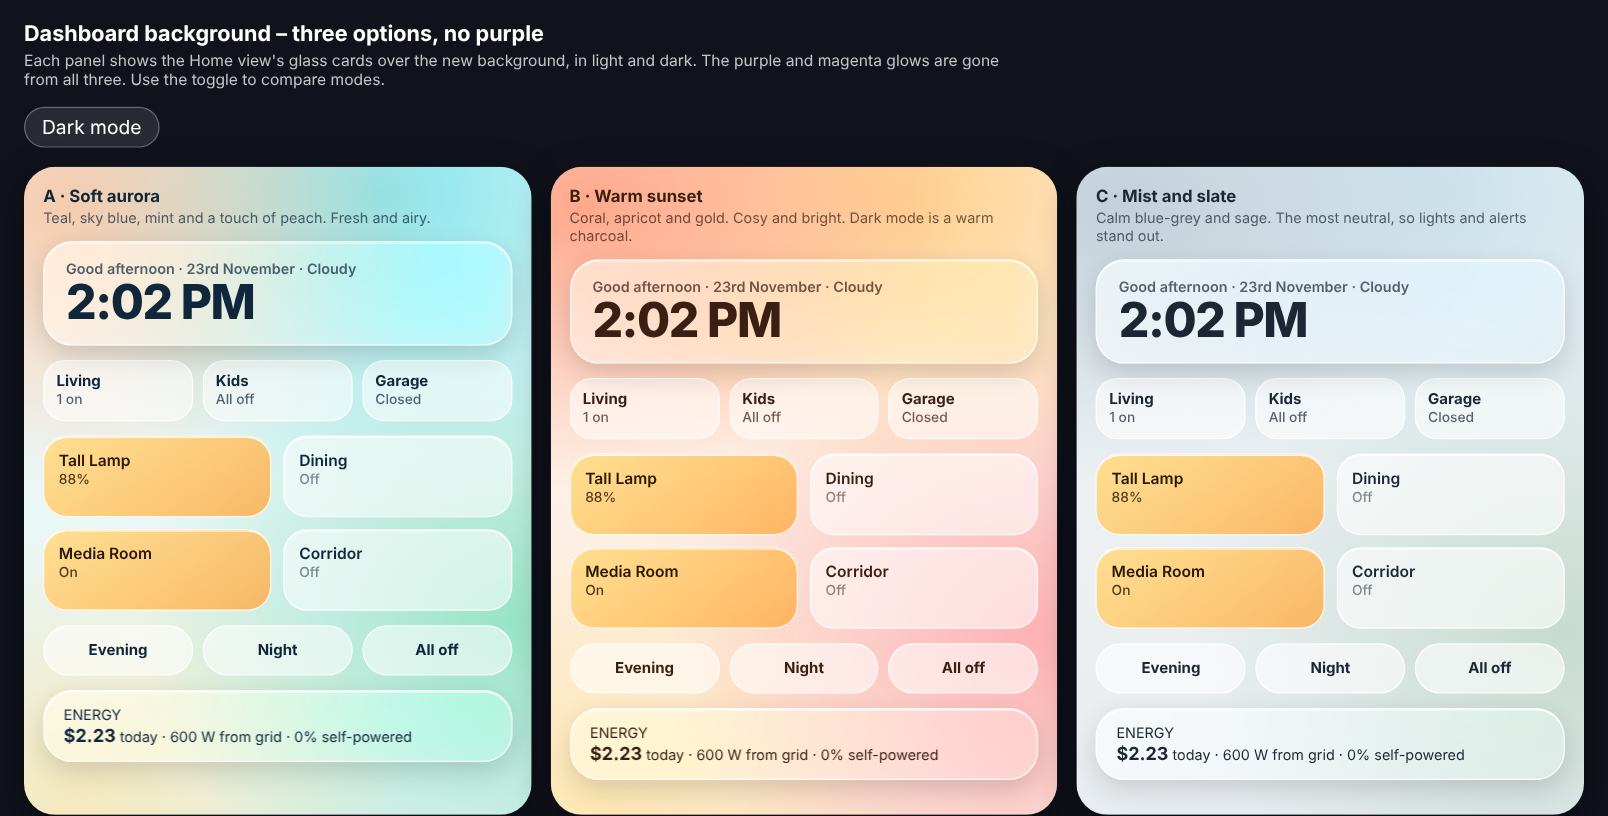 Dashboard background – three options, no purple
Each panel shows the Home view's glass cards over the new background, in light and dark. The purple and magenta glows are gone
from all three. Use the toggle to compare modes.
Dark mode
A · Soft aurora
Teal, sky blue, mint and a touch of peach. Fresh and airy.
Good afternoon · 23rd November · Cloudy
2:02 PM
Living
1 on
Kids
All off
Garage
Closed
Tall Lamp
88%
Dining
Off
Media Room
On
Corridor
Off
Evening
Night
All off
ENERGY
$2.23 today · 600 W from grid · 0% self-powered
B · Warm sunset
Coral, apricot and gold. Cosy and bright. Dark mode is a warm
charcoal.
Good afternoon · 23rd November · Cloudy
2:02 PM
Living
1 on
Kids
All off
Garage
Closed
Tall Lamp
88%
Dining
Off
Media Room
On
Corridor
Off
Evening
Night
All off
ENERGY
$2.23 today · 600 W from grid · 0% self-powered
C · Mist and slate
Calm blue-grey and sage. The most neutral, so lights and alerts
stand out.
Good afternoon · 23rd November · Cloudy
2:02 PM
Living
1 on
Kids
All off
Garage
Closed
Tall Lamp
88%
Dining
Off
Media Room
On
Corridor
Off
Evening
Night
All off
ENERGY
$2.23 today · 600 W from grid · 0% self-powered